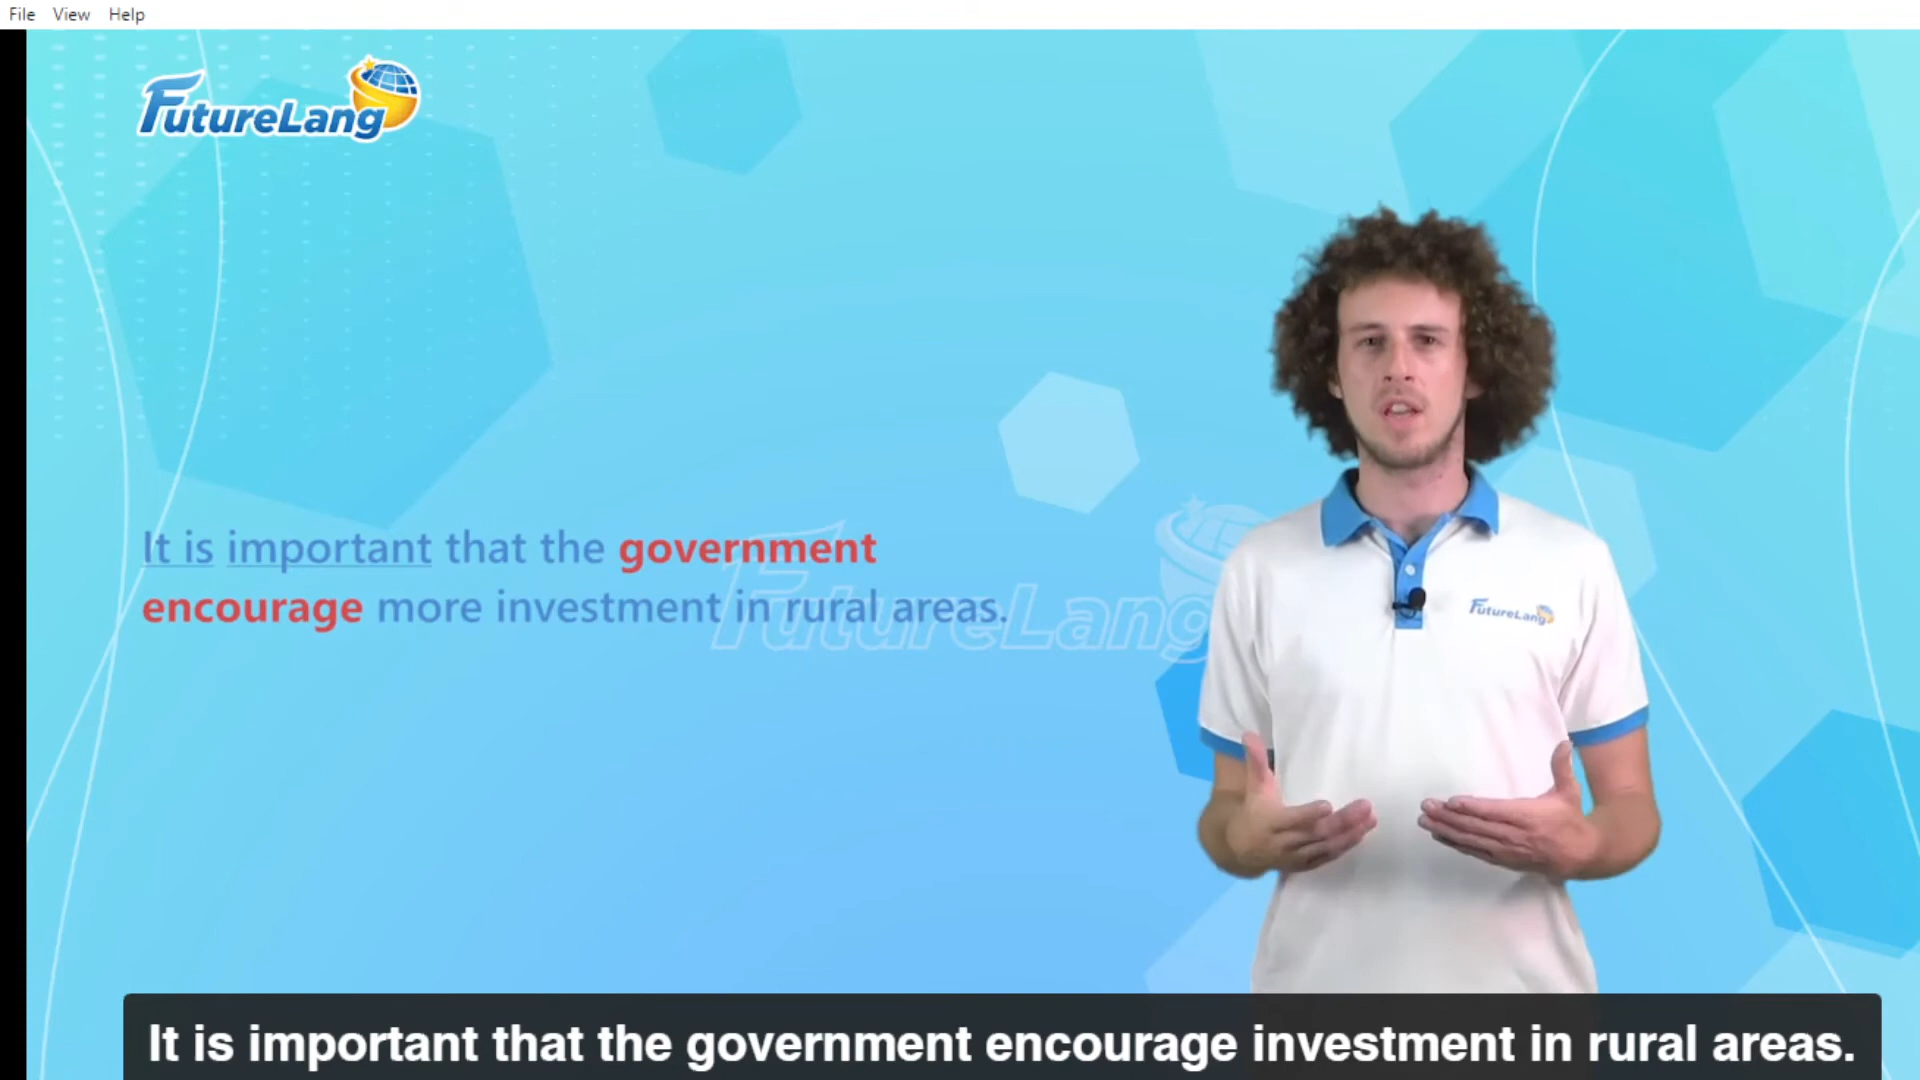 File View Help
FutureLang
It is important that the government
encourage more investment in rural areas.
FutureLang
FutureLang
It is important that the government encourage investment in rural areas.